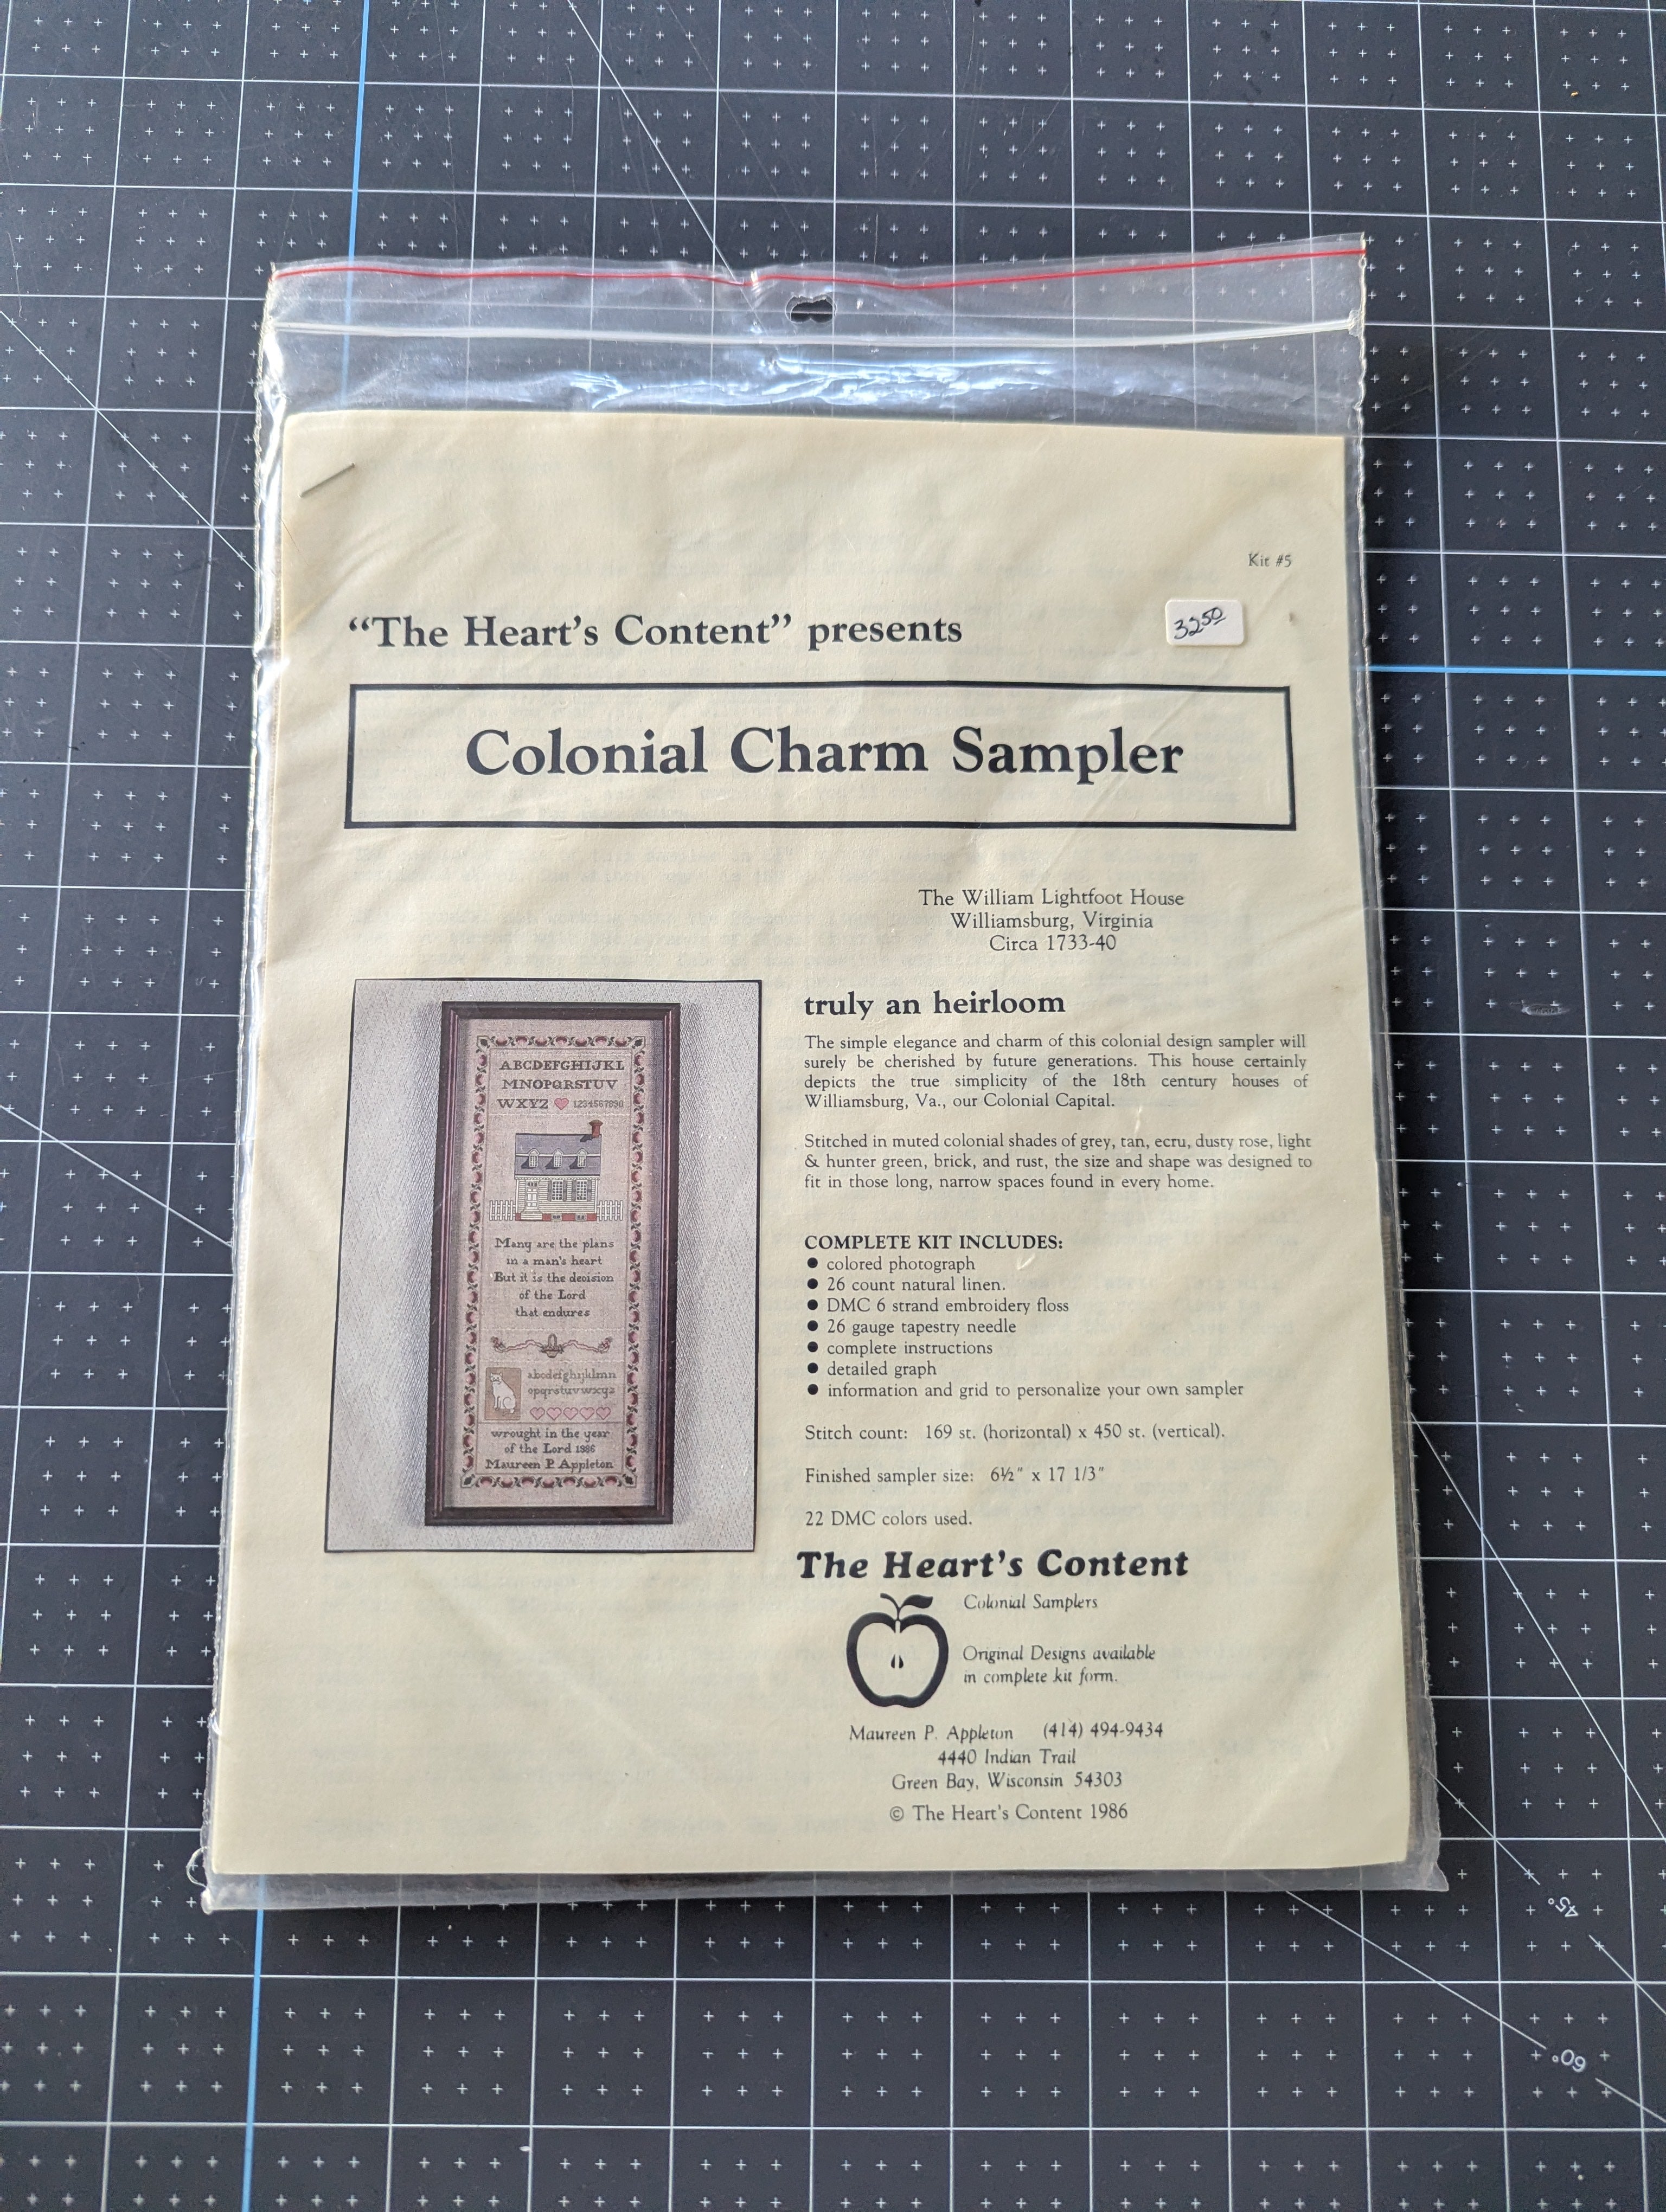 Kit #5
"The Heart's Content" presents
32 50
Colonial Charm Sampler
The William Lightfoot House
Williamsburg, Virginia
Circa 1733-40
truly an heirloom
The simple elegance and charm of this colonial design sampler will
surely be cherished by future generations. This house certainly
depicts the true simplicity of the 18th century houses of
Williamsburg, Va., our Colonial Capital.
Stitched in muted colonial shades of grey, tan, ecru, dusty rose, light
& hunter green, brick, and rust, the size and shape was designed to
fit in those long, narrow spaces found in every home.
COMPLETE KIT INCLUDES:
● colored photograph
● 26 count natural linen.
● DMC 6 strand embroidery floss
● 26 gauge tapestry needle
● complete instructions
● detailed graph
● information and grid to personalize your own sampler
Stitch count: 169 st. (horizontal) x 450 st. (vertical).
Finished sampler size: 6½" x 17 1/3"
22 DMC colors used.
The Heart's Content
Colonial Samplers
Original Designs available
in complete kit form.
Maureen P. Appleton (414) 494-9434
4440 Indian Trail
Green Bay, Wisconsin 54303
© The Heart's Content 1986
ABCDEFGHIJKL
MNOPQRSTUV
WXYZ 1234567890
Many are the plans
in a man's heart
But it is the decision
of the Lord
that endures
abcdefghijklmn
opqrstuvwxyz
wrought in the year
of the Lord 1986
Maureen P. Appleton
45°
60°